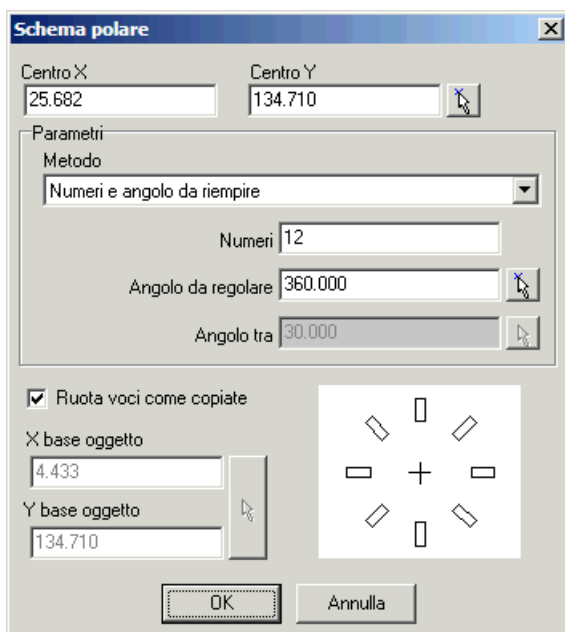 Schema polare
Centro X Centro Y
25.682 134.710
Parametri
Metodo
Numeri e angolo da riempire
Numeri 12
Angolo da regolare 360.000
Angolo tra 30.000
Ruota voci come copiate
X base oggetto
4.433
Y base oggetto
134.710
OK Annulla